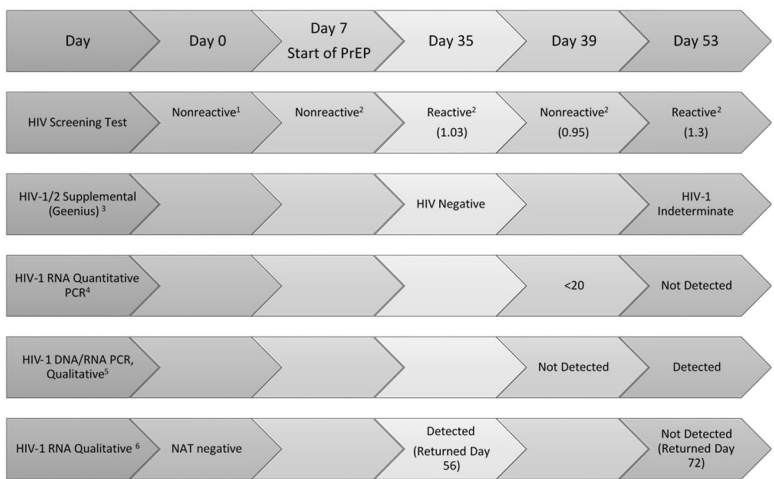 Day Day 0 Day 7 Day 35 Day 39 Day 53
Start of PrEP
HIV Screening Test Nonreactive¹ Nonreactive² Reactive² Nonreactive² Reactive²
(1.03) (0.95) (1.3)
HIV-1/2 Supplemental HIV Negative HIV-1
(Geenius) ³ Indeterminate
HIV-1 RNA Quantitative <20 Not Detected
PCR⁴
HIV-1 DNA/RNA PCR, Not Detected Detected
Qualitative⁵
HIV-1 RNA Qualitative ⁶ NAT negative Detected Not Detected
(Returned Day (Returned Day
56) 72)